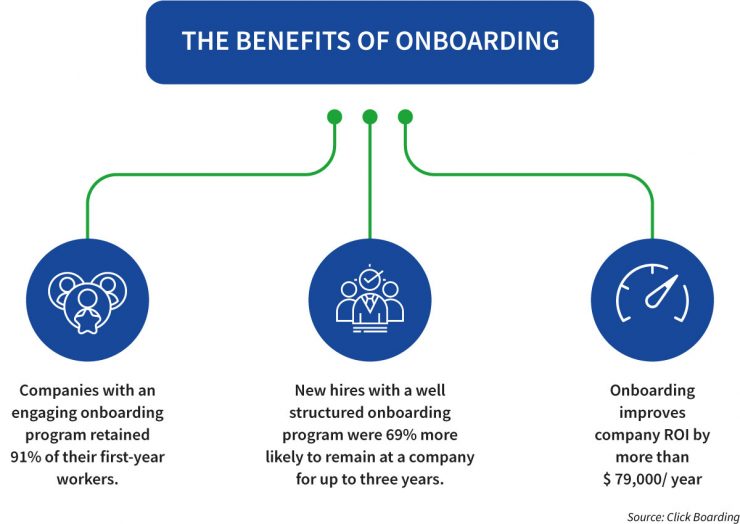 THE BENEFITS OF ONBOARDING
Companies with an
engaging onboarding
program retained
91% of their first-year
workers.
New hires with a well
structured onboarding
program were 69% more
likely to remain at a company
for up to three years.
Onboarding
improves
company ROI by
more than
$ 79,000/ year
Source: Click Boarding